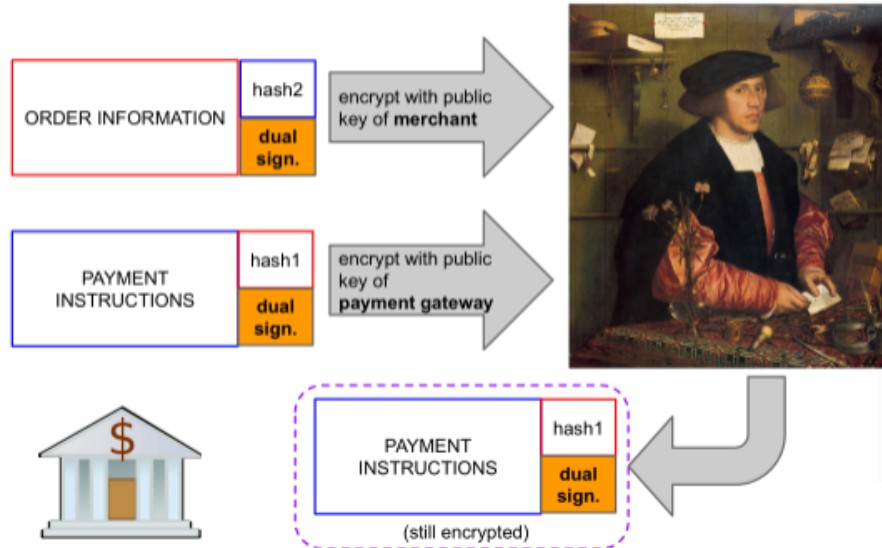 ORDER INFORMATION
hash2
dual
sign.
encrypt with public
key of merchant
PAYMENT
INSTRUCTIONS
hash1
dual
sign.
encrypt with public
key of
payment gateway
$
PAYMENT
INSTRUCTIONS
hash1
dual
sign.
(still encrypted)